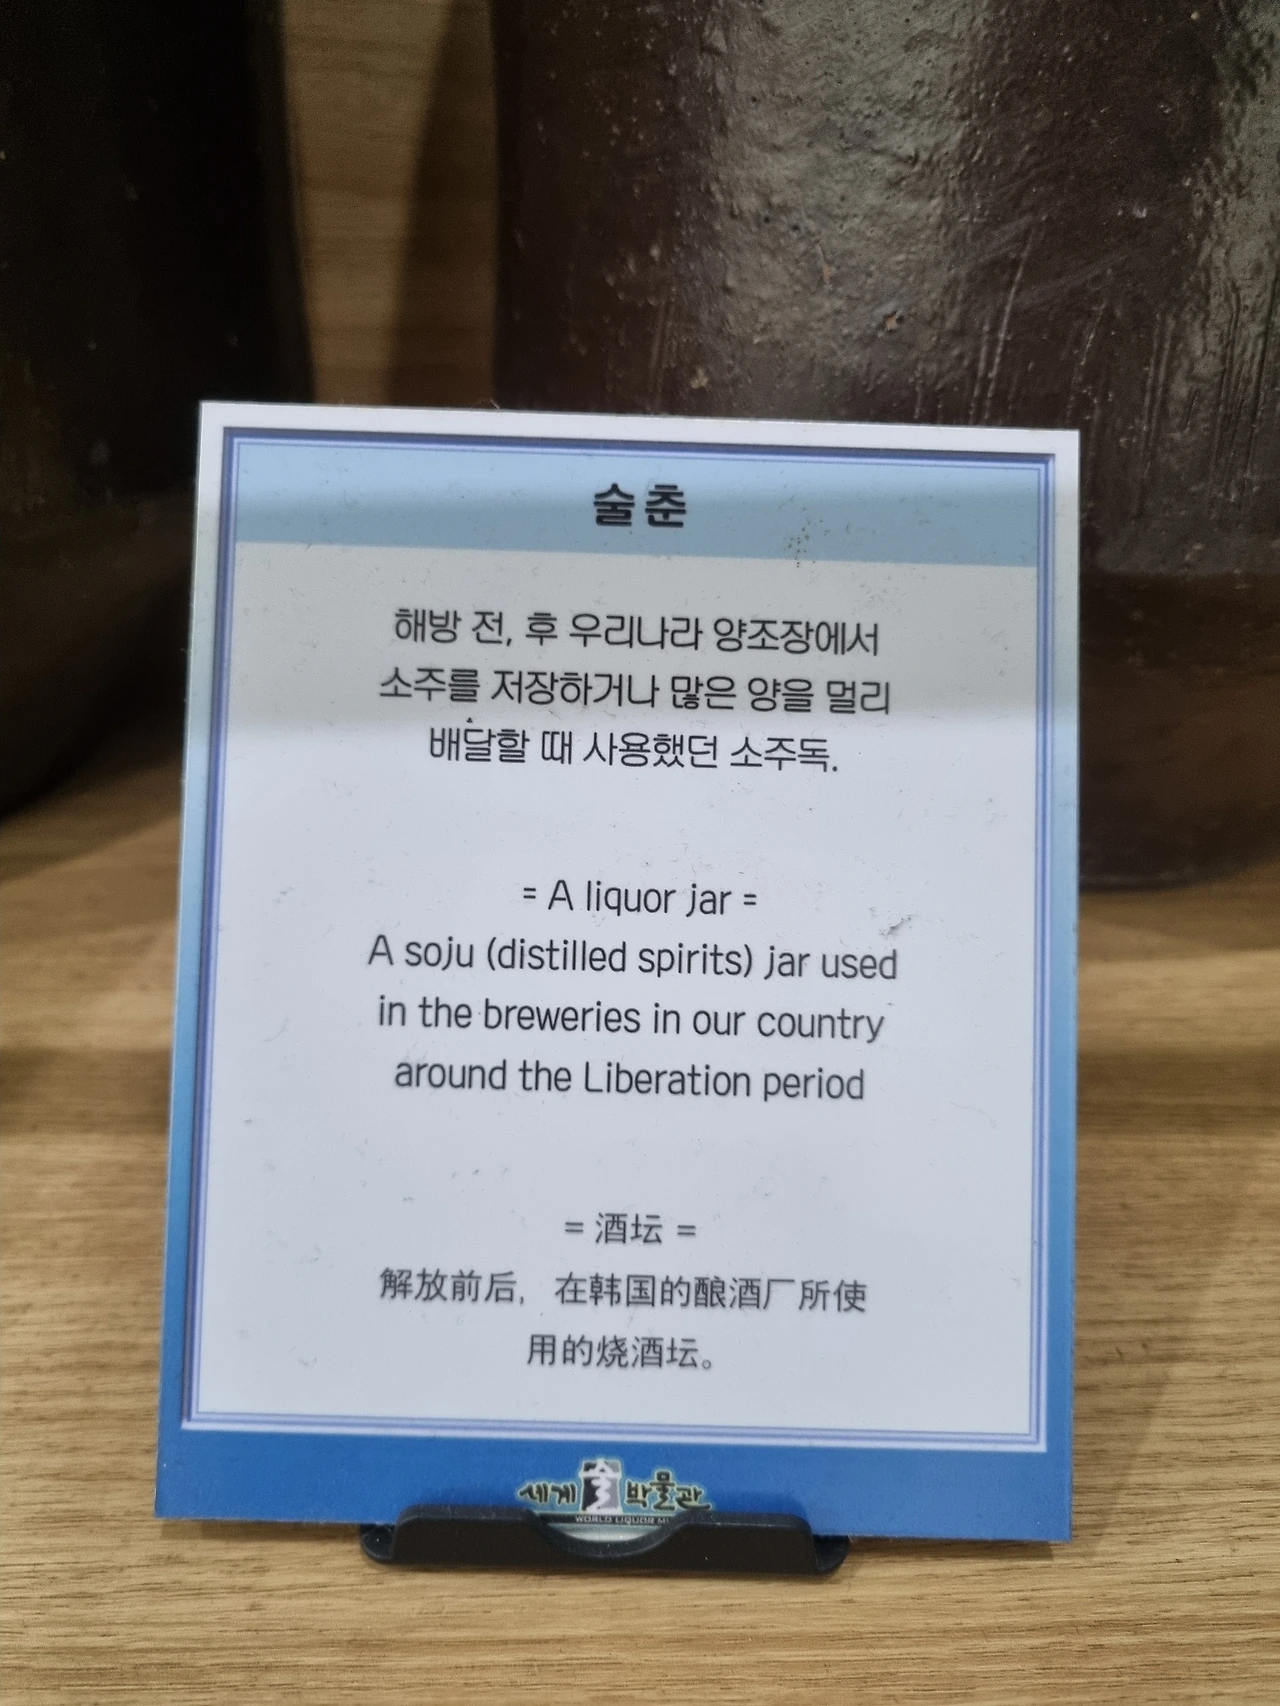 술춘
해방 전, 후 우리나라 양조장에서
소주를 저장하거나 많은 양을 멀리
배달할 때 사용했던 소주독.
= A liquor jar =
A soju (distilled spirits) jar used
in the breweries in our country
around the Liberation period
= 酒坛 =
解放前后, 在韩国的酿酒厂所使
用的烧酒坛。
세계 술 박물관
WORLD LIQUOR